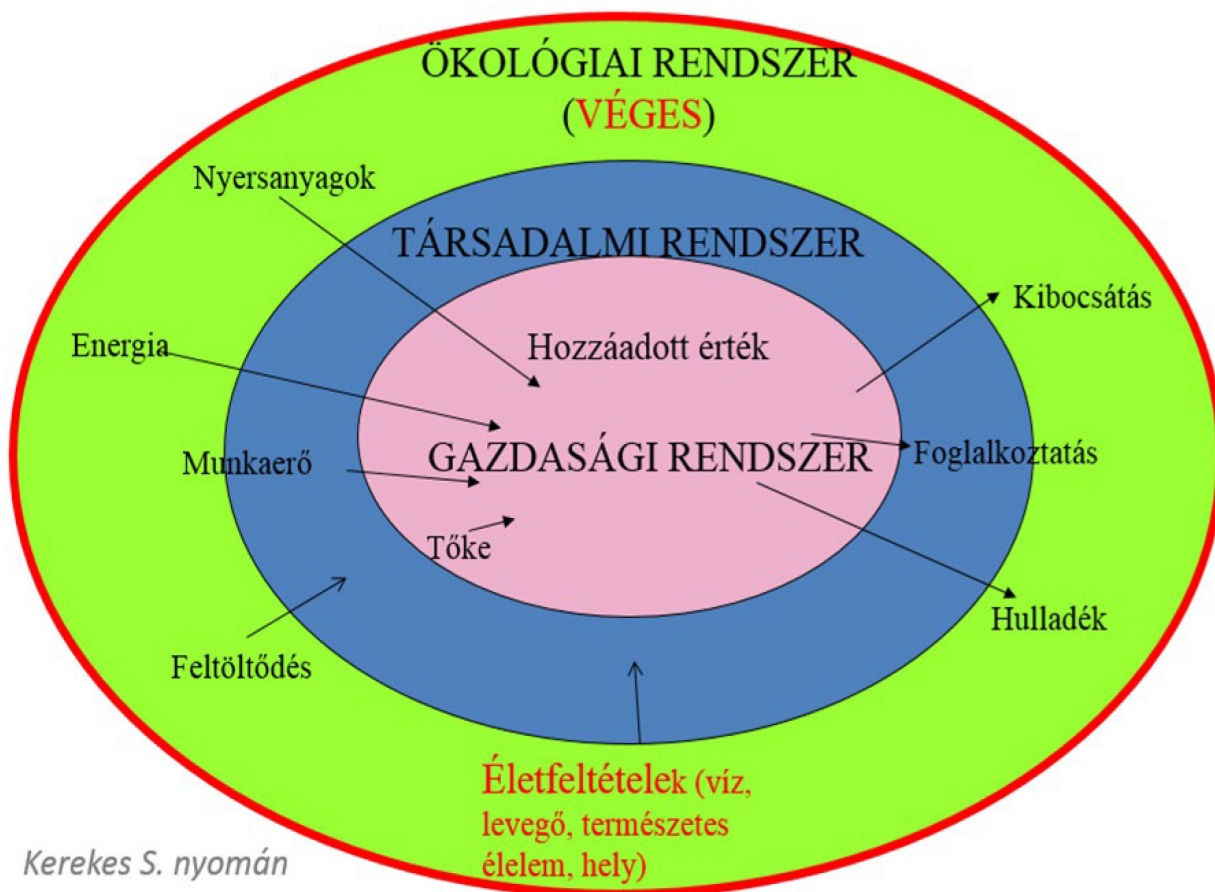 ÖKOLÓGIAI RENDSZER
(VÉGES)
Nyersanyagok
TÁRSADALMI RENDSZER
Kibocsátás
Energia
Hozzáadott érték
Munkaerő
GAZDASÁGI RENDSZER
Foglalkoztatás
Tőke
Hulladék
Feltöltődés
Életfeltételek (víz,
levegő, természetes
élelem, hely)
Kerekes S. nyomán